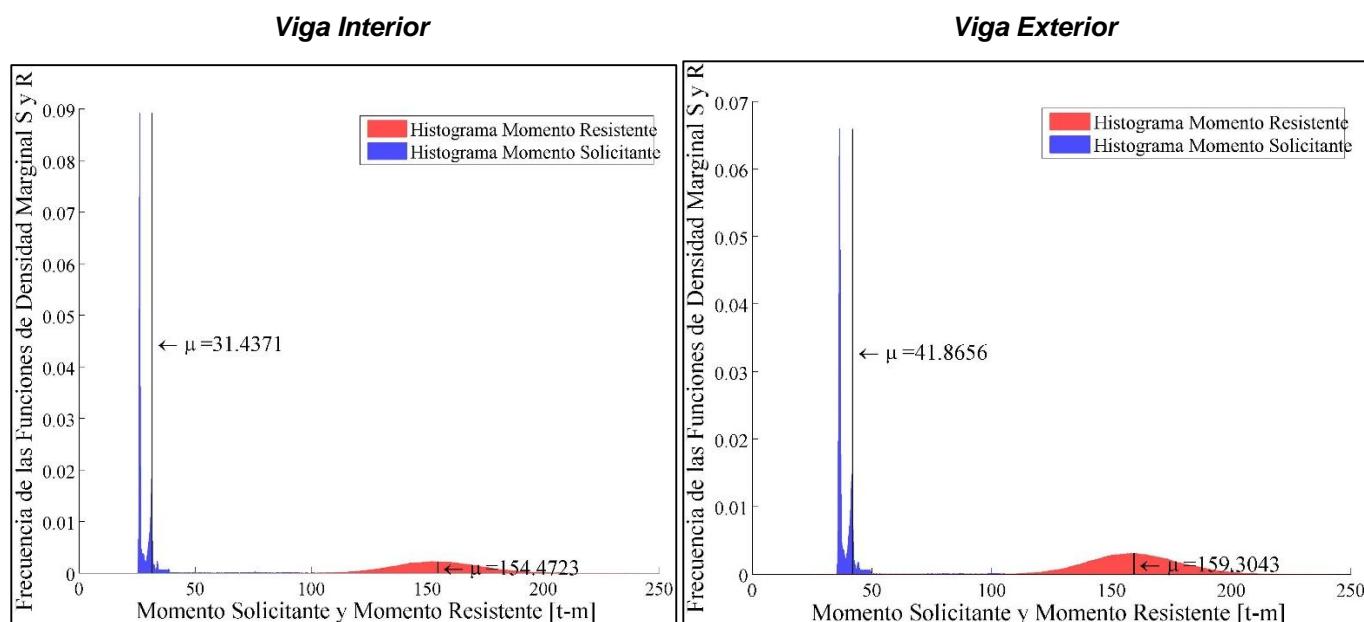 Viga Interior
Viga Exterior
Frecuencia de las Funciones de Densidad Marginal S y R
0.09
0.08
0.07
0.06
0.05
0.04
0.03
0.02
0.01
0
Histograma Momento Resistente
Histograma Momento Solicitante
← μ =31.4371
← μ =154.4723
0 50 100 150 200 250
Momento Solicitante y Momento Resistente [t-m]
Frecuencia de las Funciones de Densidad Marginal S y R
0.07
0.06
0.05
0.04
0.03
0.02
0.01
0
Histograma Momento Resistente
Histograma Momento Solicitante
← μ =41.8656
← μ =159.3043
0 50 100 150 200 250
Momento Solicitante y Momento Resistente [t-m]